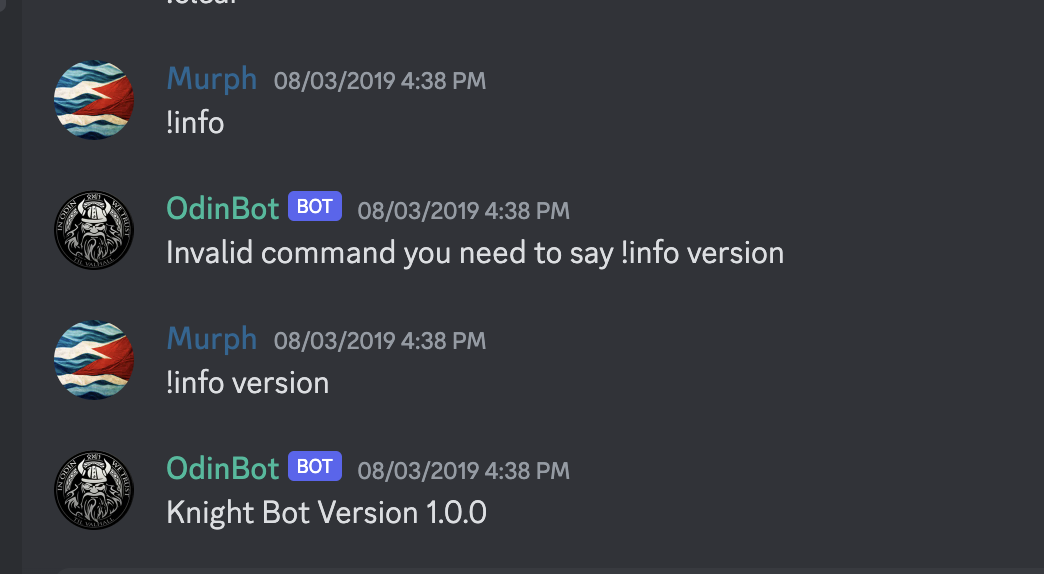 Murph 08/03/2019 4:38 PM
!info
OdinBot BOT 08/03/2019 4:38 PM
Invalid command you need to say !info version
Murph 08/03/2019 4:38 PM
!info version
OdinBot BOT 08/03/2019 4:38 PM
Knight Bot Version 1.0.0